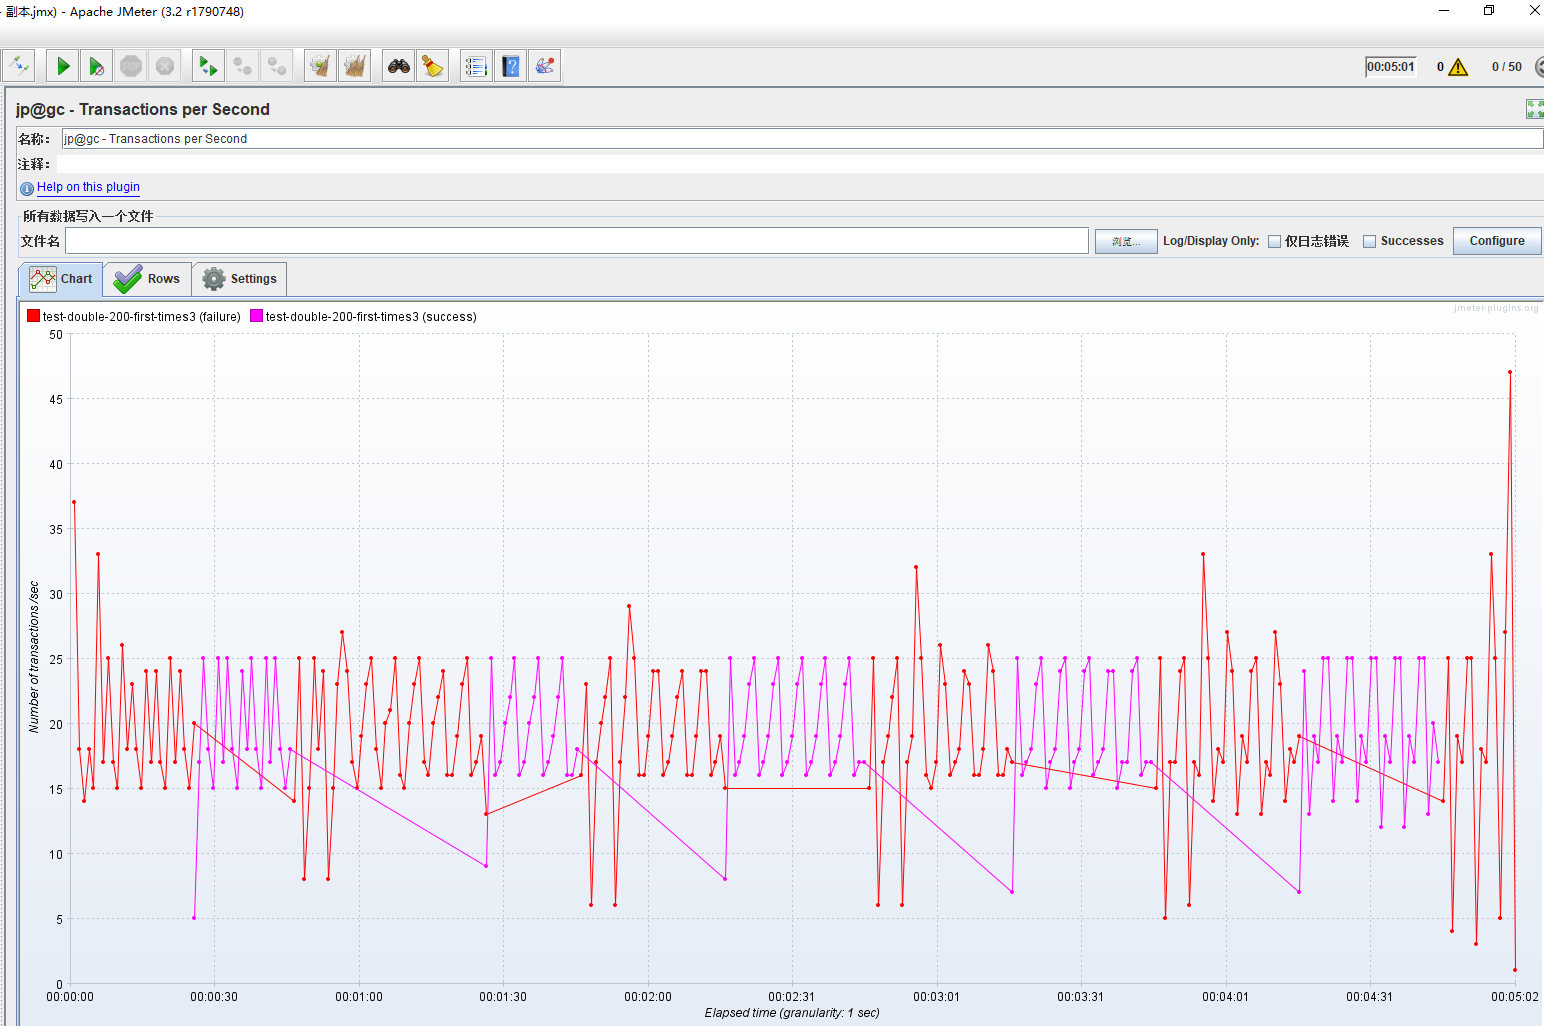 副本.jmx) - Apache JMeter (3.2 r1790748)
STOP
00:05:01 0 0 / 50
jp@gc - Transactions per Second
名称： jp@gc - Transactions per Second
注释：
Help on this plugin
所有数据写入一个文件
文件名 浏览... Log/Display Only: 仅日志错误 Successes Configure
Chart Rows Settings
test-double-200-first-times3 (failure) test-double-200-first-times3 (success)
jmeter-plugins.org
50
45
40
35
30
25
20
15
10
5
0
Number of transactions /sec
00:00:00 00:00:30 00:01:00 00:01:30 00:02:00 00:02:31 00:03:01 00:03:31 00:04:01 00:04:31 00:05:02
Elapsed time (granularity: 1 sec)